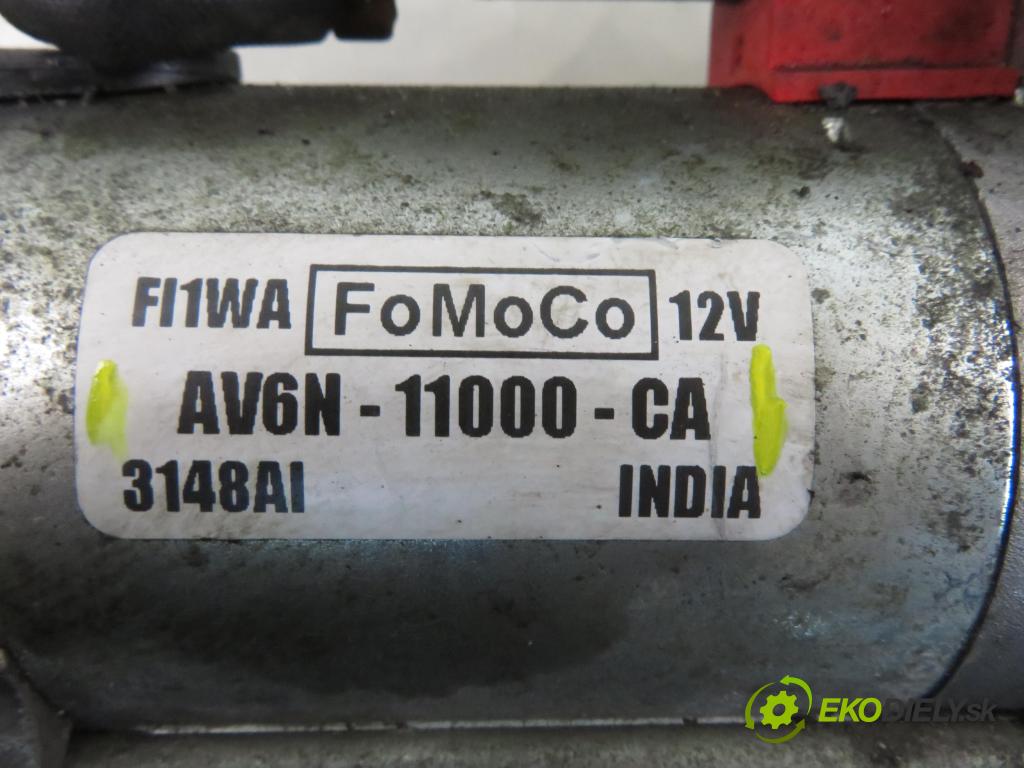 FI1WA FoMoCo 12V
AV6N - 11000 - CA
3148AI INDIA
EKODIELY.sk